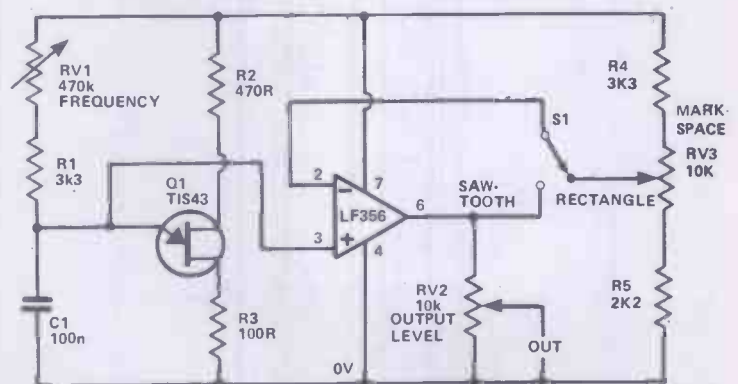 RV1
470k
FREQUENCY
R1
3k3
C1
100n
Q1
TIS43
R2
470R
R3
100R
2
3
7
4
6
LF356
0V
SAW-
TOOTH
RV2
10k
OUTPUT
LEVEL
OUT
S1
RECTANGLE
R4
3K3
MARK-
SPACE
RV3
10K
R5
2K2